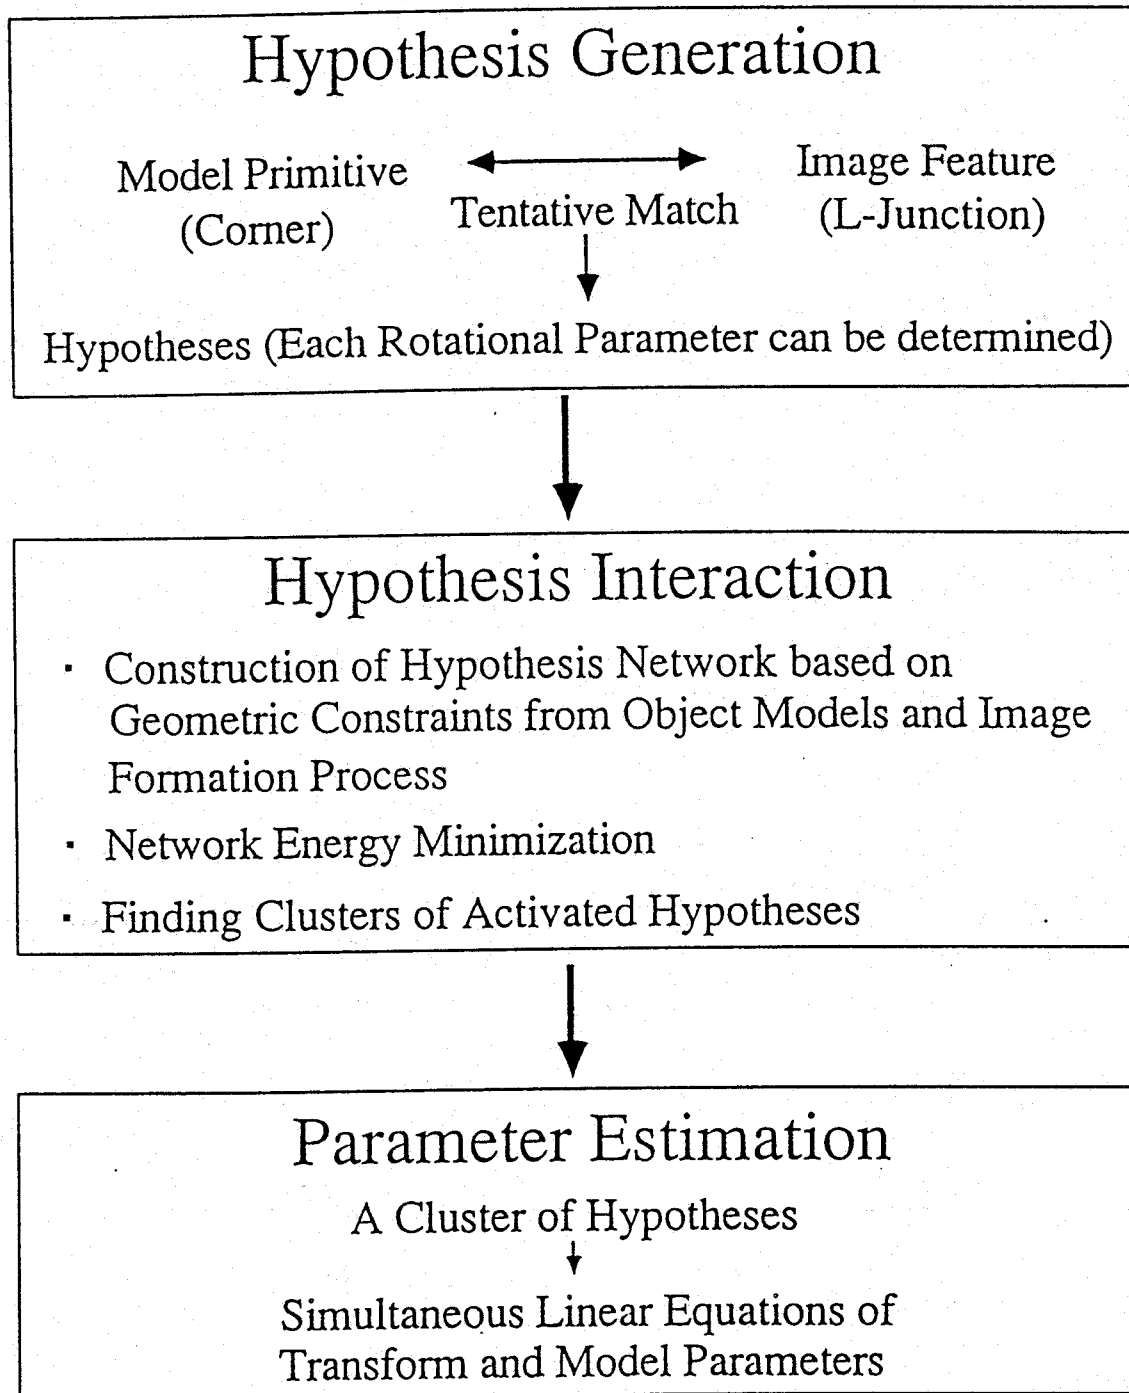 Hypothesis Generation
Model Primitive
(Corner)
Tentative Match
Image Feature
(L-Junction)
Hypotheses (Each Rotational Parameter can be determined)
Hypothesis Interaction
▪ Construction of Hypothesis Network based on
Geometric Constraints from Object Models and Image
Formation Process
▪ Network Energy Minimization
▪ Finding Clusters of Activated Hypotheses
Parameter Estimation
A Cluster of Hypotheses
Simultaneous Linear Equations of
Transform and Model Parameters